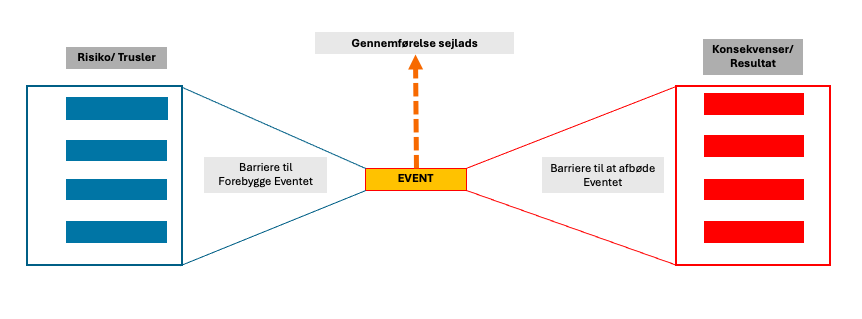 Gennemførelse sejlads
Risiko/ Trusler
Konsekvenser/
Resultat
Barriere til
Forebygge Eventet
EVENT
Barriere til at afbøde
Eventet